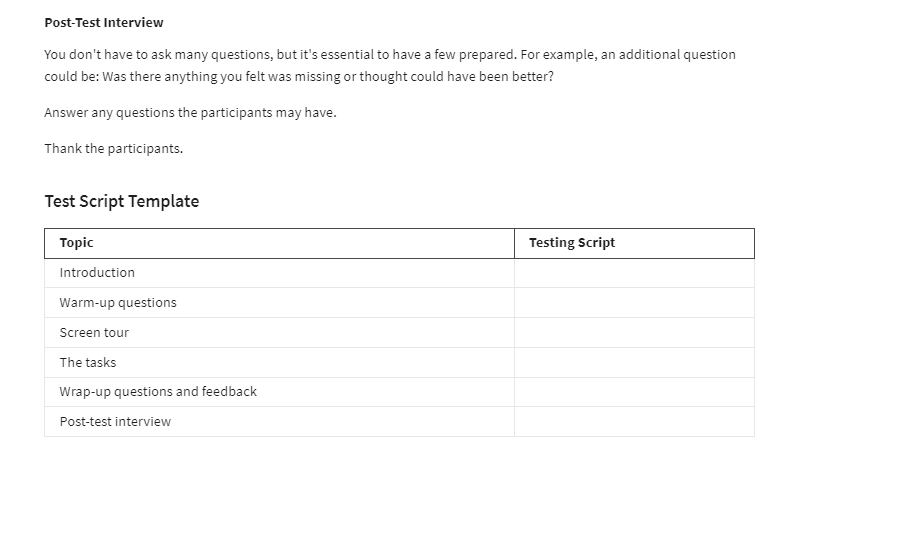 Post-Test Interview
You don't have to ask many questions, but it's essential to have a few prepared. For example, an additional question
could be: Was there anything you felt was missing or thought could have been better?
Answer any questions the participants may have.
Thank the participants.
Test Script Template
Topic Testing Script
Introduction
Warm-up questions
Screen tour
The tasks
Wrap-up questions and feedback
Post-test interview